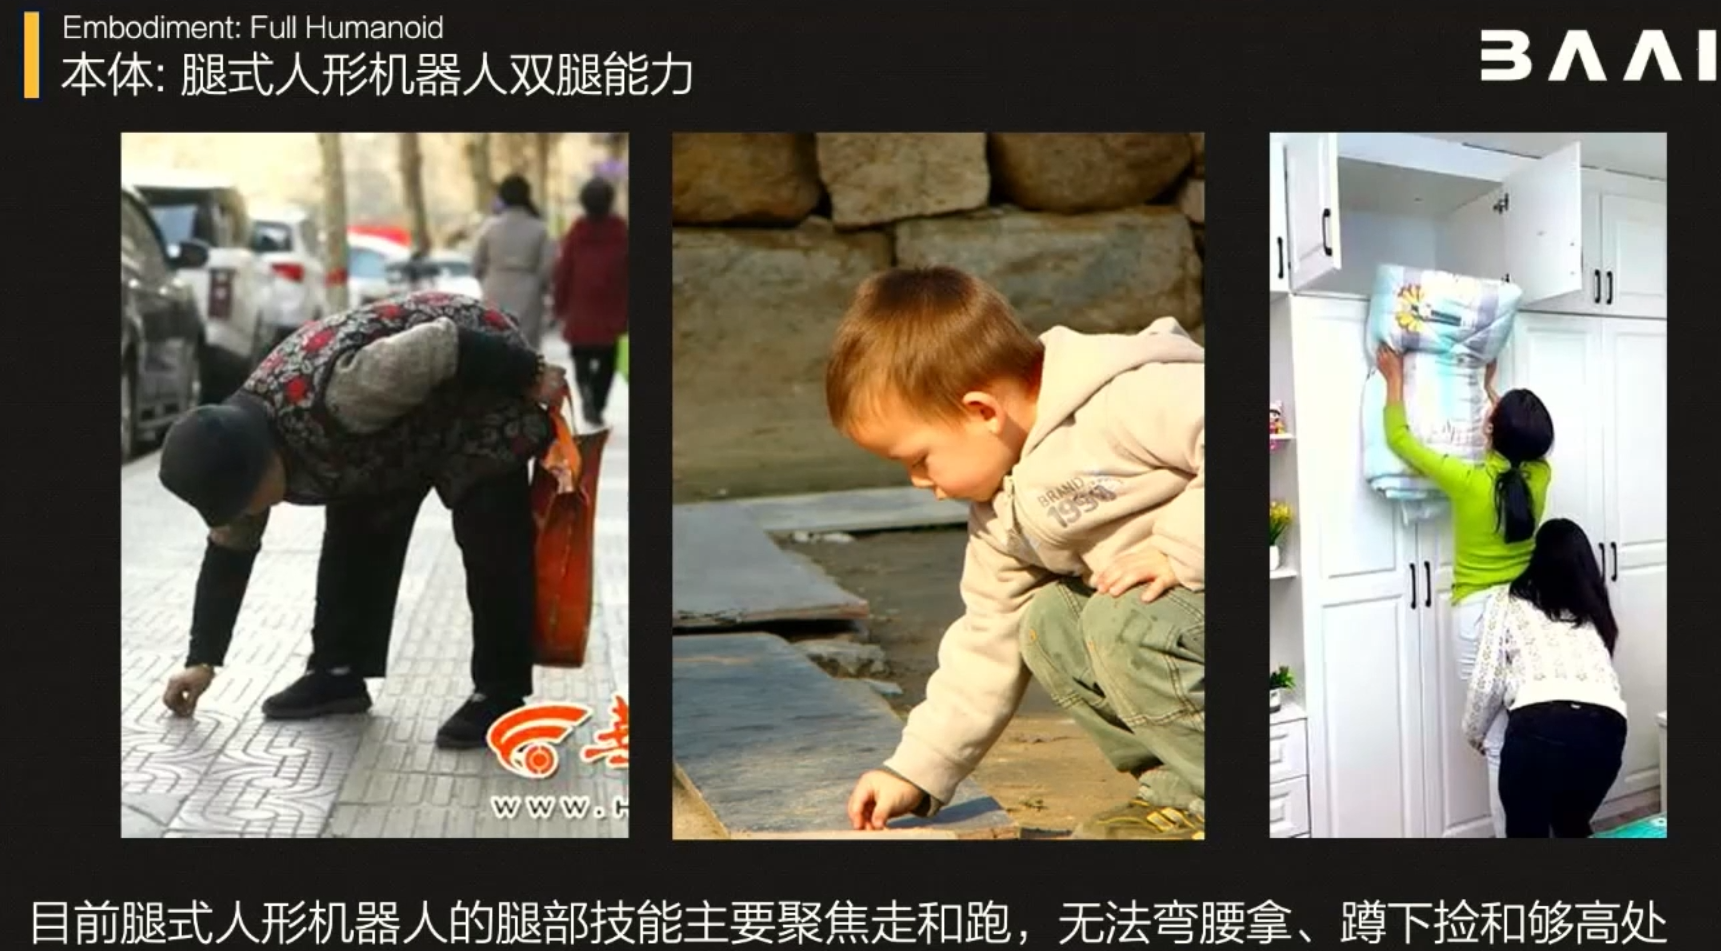 Embodiment: Full Humanoid
本体: 腿式人形机器人双腿能力
BAAI
BRAND
WWW.H
目前腿式人形机器人的腿部技能主要聚焦走和跑，无法弯腰拿、蹲下捡和够高处